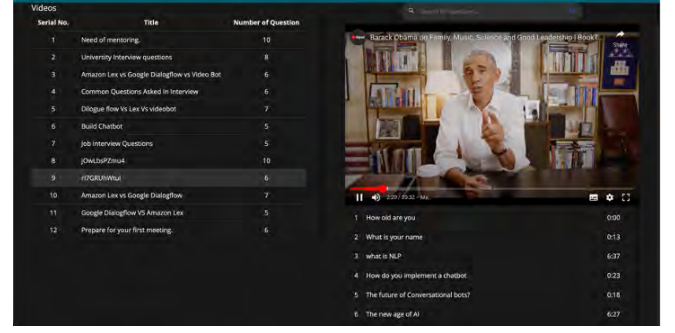 Videos
Serial No. Title Number of Question
1 Need of mentoring. 10
2 University Interview questions 8
3 Amazon Lex vs Google Dialogflow vs Video Bot 6
4 Common Questions Asked In Interview 6
5 Dilogue flow Vs Lex Vs videobot 7
6 Build Chatbot 5
7 Job Interview Questions 5
8 jOwLbsPZmu4 10
9
6
10 Amazon Lex vs Google Dialogflow 7
11 Google Dialogflow VS Amazon Lex 5
12 Prepare for your first meeting. 6
Barack Obama on Family, Music, Science and Good Leadership | Book
Share
1 How old are you 0:00
2 What is your name 0:13
3 what is NLP 6:37
4 How do you implement a chatbot 0:23
5 The future of Conversational bots? 0:18
6 The new age of AI 6:27